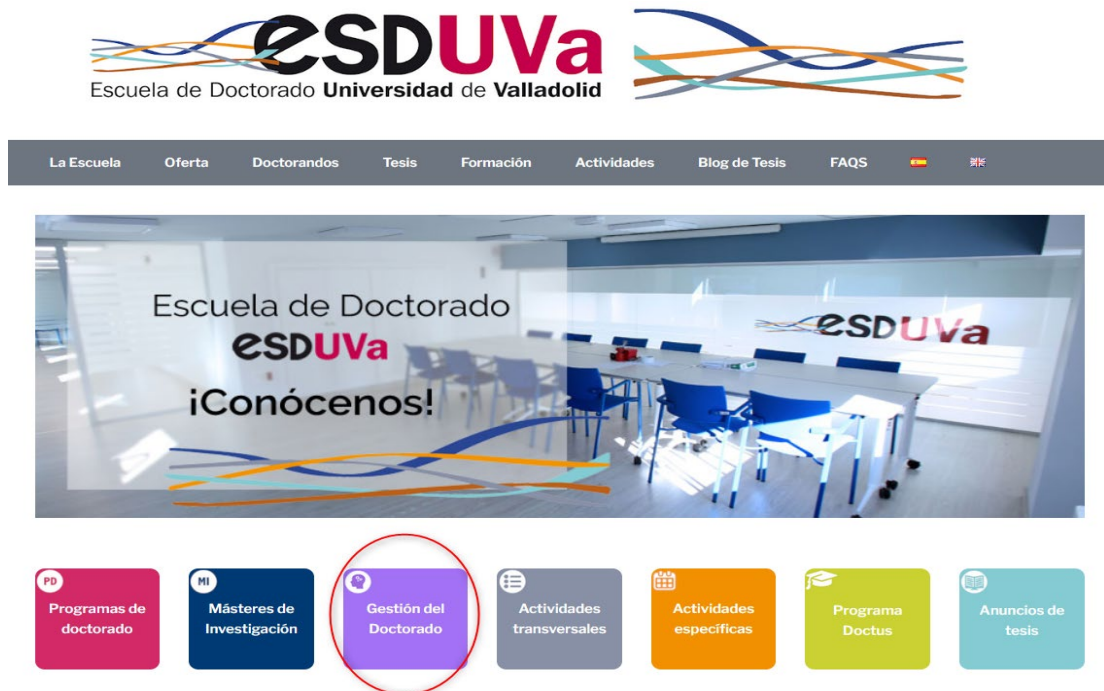 esDUVa
Escuela de Doctorado Universidad de Valladolid
La Escuela Oferta Doctorandos Tesis Formación Actividades Blog de Tesis FAQS
Escuela de Doctorado
esDUVa
¡Conócenos!
esDUVa
PD
Programas de
doctorado
MI
Másteres de
Investigación
Gestión del
Doctorado
Actividades
transversales
Actividades
específicas
Programa
Doctus
Anuncios de
tesis